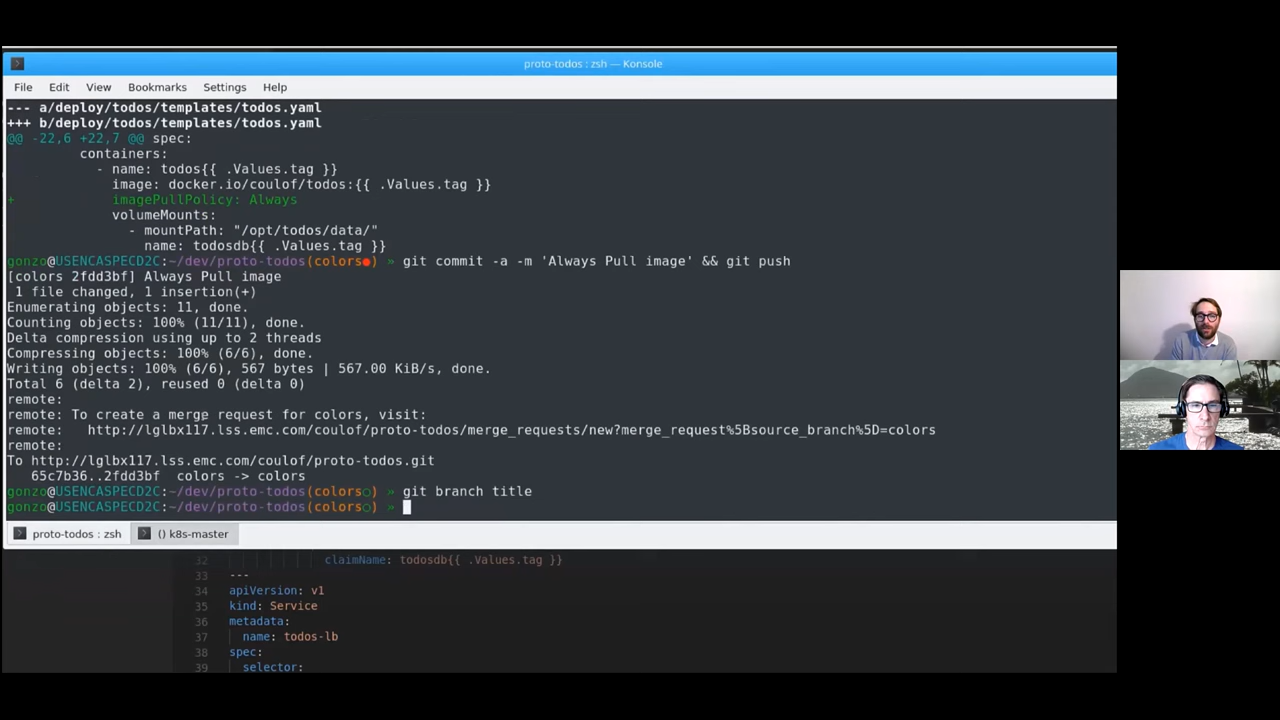 proto-todos : zsh — Konsole
File Edit View Bookmarks Settings Help
--- a/deploy/todos/templates/todos.yaml
+++ b/deploy/todos/templates/todos.yaml
@@ -22,6 +22,7 @@ spec:
containers:
- name: todos{{ .Values.tag }}
image: docker.io/coulof/todos:{{ .Values.tag }}
+ imagePullPolicy: Always
volumeMounts:
- mountPath: "/opt/todos/data/"
name: todosdb{{ .Values.tag }}
gonzo@USENCASPECD2C:~/dev/proto-todos(colors●) » git commit -a -m 'Always Pull image' && git push
[colors 2fdd3bf] Always Pull image
1 file changed, 1 insertion(+)
Enumerating objects: 11, done.
Counting objects: 100% (11/11), done.
Delta compression using up to 2 threads
Compressing objects: 100% (6/6), done.
Writing objects: 100% (6/6), 567 bytes | 567.00 KiB/s, done.
Total 6 (delta 2), reused 0 (delta 0)
remote:
remote: To create a merge request for colors, visit:
remote:   http://lglbx117.lss.emc.com/coulof/proto-todos/merge_requests/new?merge_request%5Bsource_branch%5D=colors
remote:
To http://lglbx117.lss.emc.com/coulof/proto-todos.git
65c7b36..2fdd3bf  colors -> colors
gonzo@USENCASPECD2C:~/dev/proto-todos(colors○) » git branch title
gonzo@USENCASPECD2C:~/dev/proto-todos(colors○) »
proto-todos : zsh () k8s-master
32 claimName: todosdb{{ .Values.tag }}
33 ---
34 apiVersion: v1
35 kind: Service
36 metadata:
37 name: todos-lb
38 spec:
39 selector: